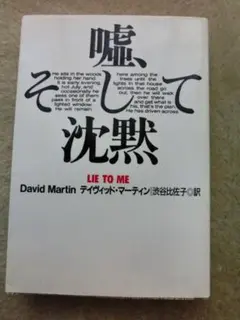 嘘、
そして
He sits in the woods
holding her hand.
It is early evening,
hot July, and
occasionally he
sees one of them
pass in front of a
lighted window.
He will remain
here among the
trees until the
lights in that house
across the road go
out, then he will walk
over there
and get what is
his, that's the plan.
He has driven across
沈黙
LIE TO ME
David Martin デイヴィッド・マーティン 渋谷比佐子 訳